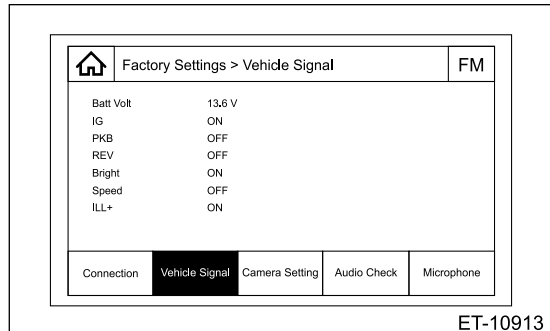 Factory Settings > Vehicle Signal FM
Batt Volt 13.6 V
IG ON
PKB OFF
REV OFF
Bright ON
Speed OFF
ILL+ ON
Connection Vehicle Signal Camera Setting Audio Check Microphone
ET-10913